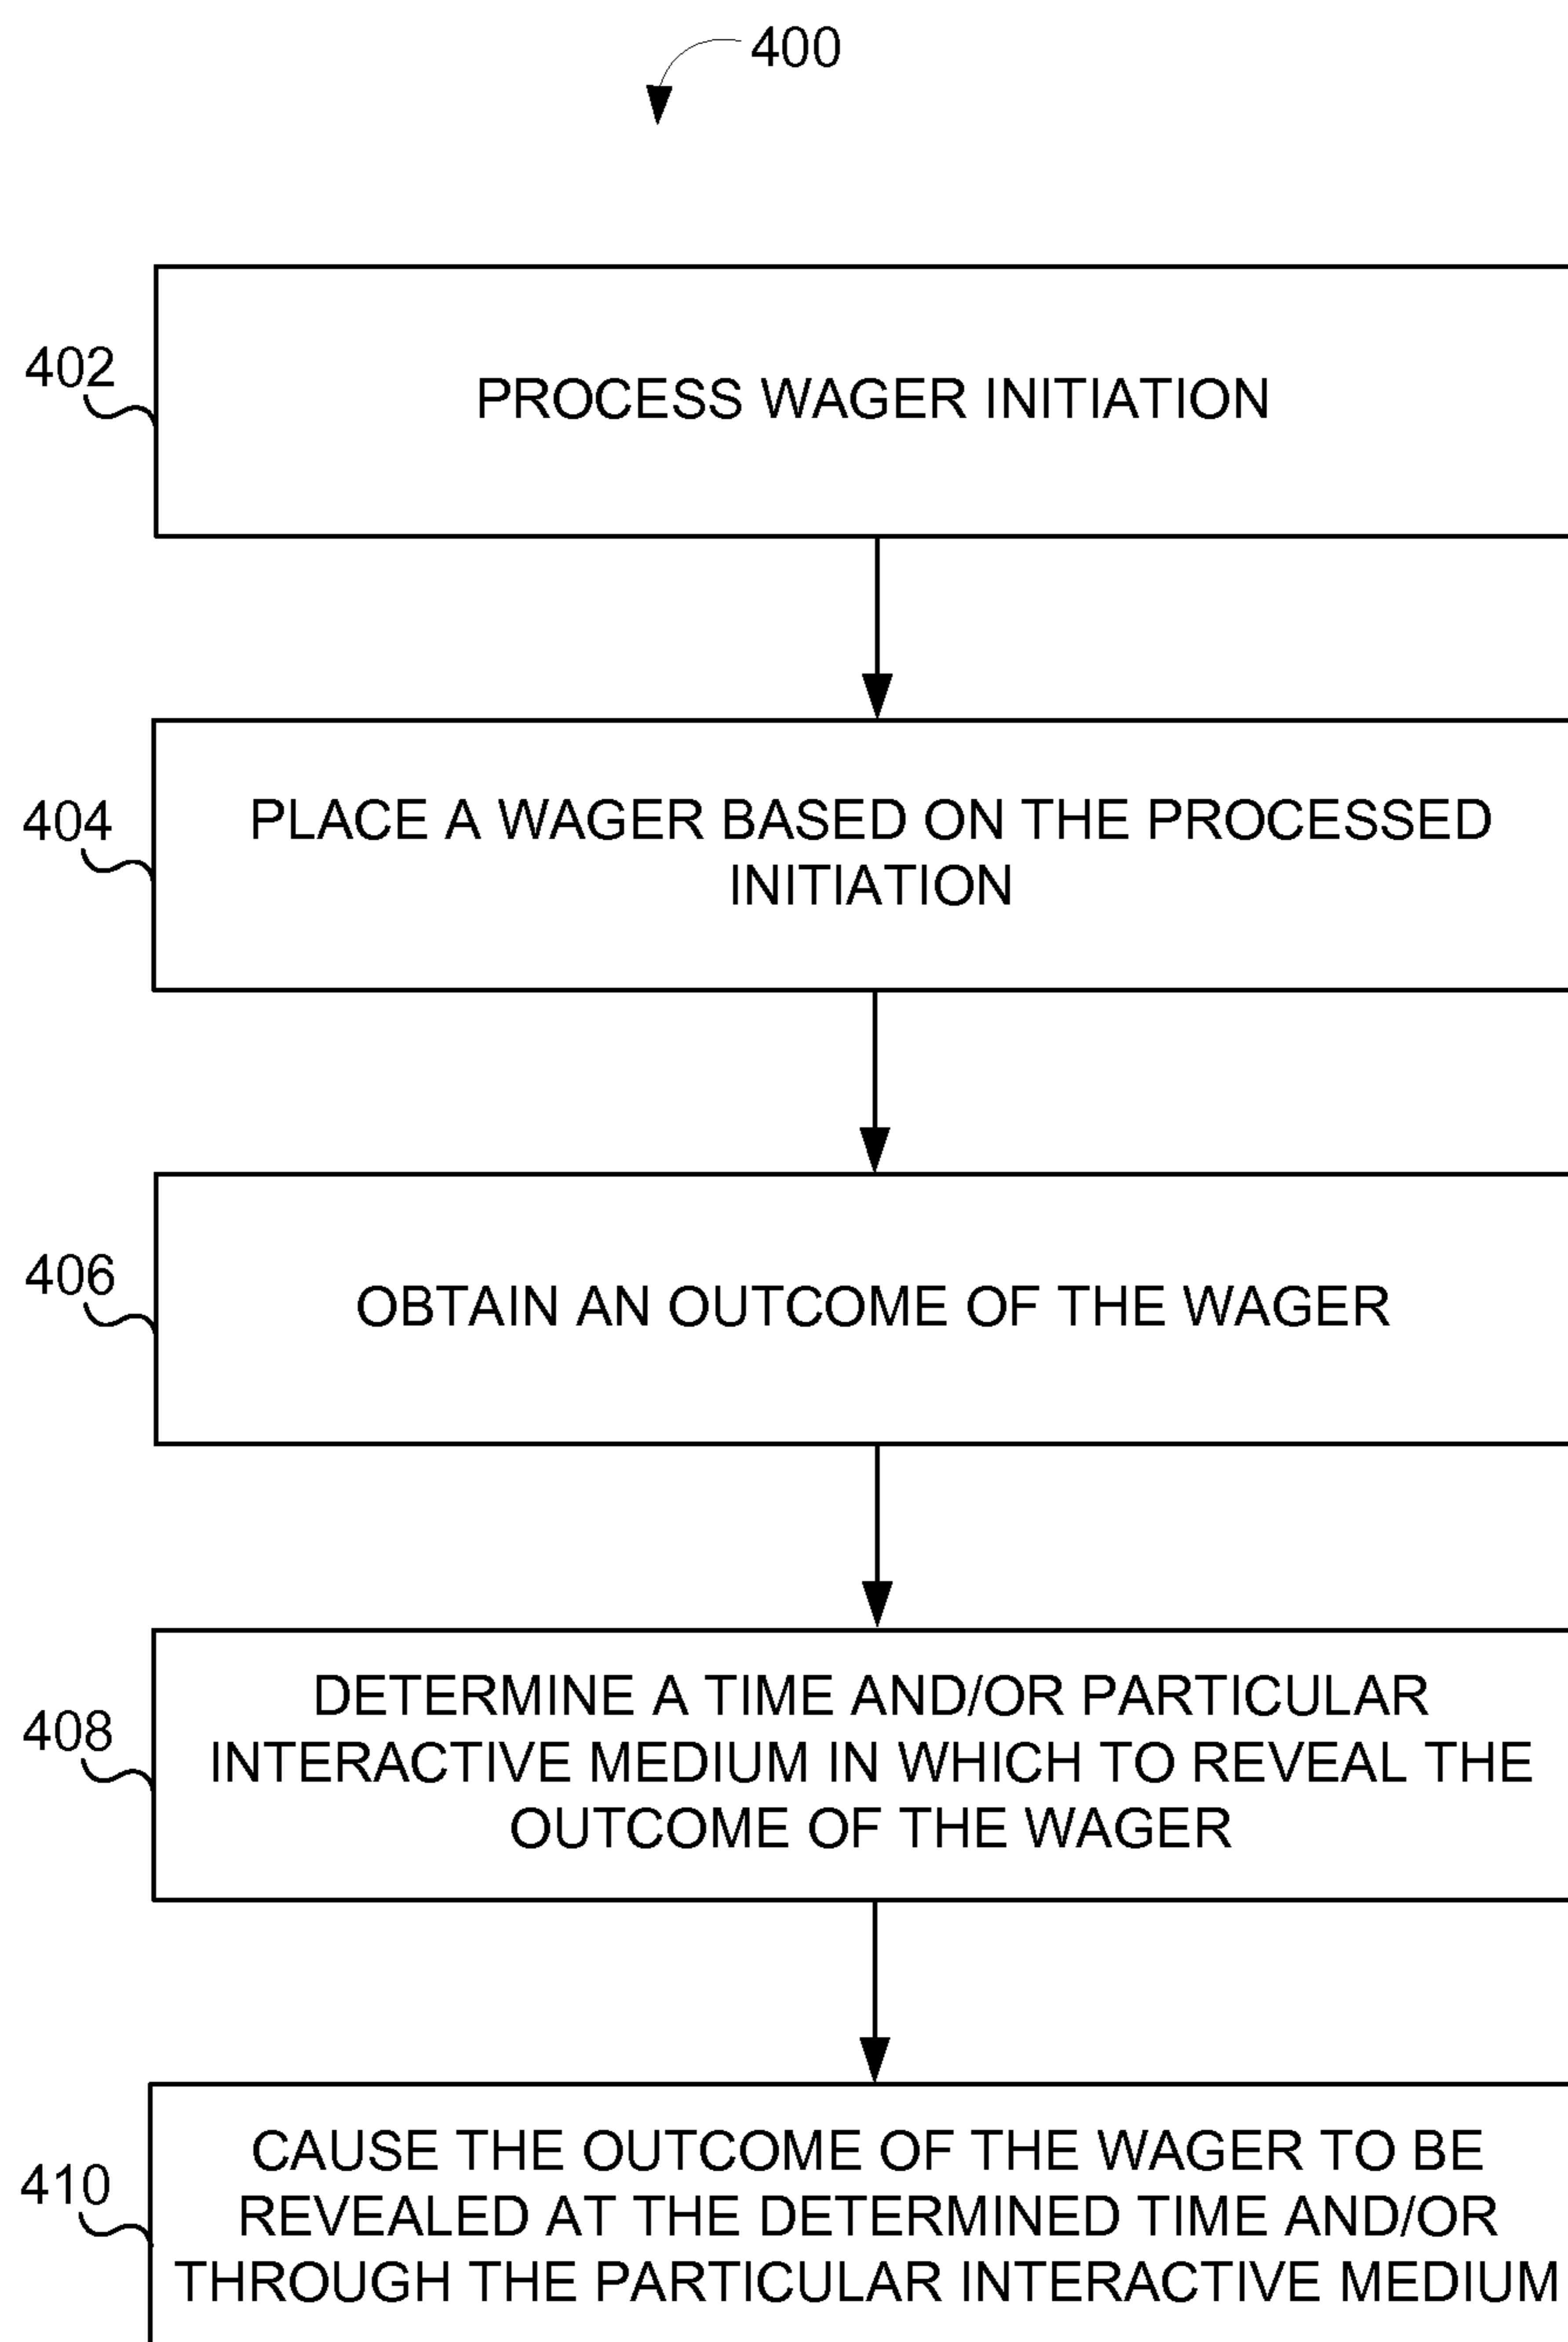 400
402
PROCESS WAGER INITIATION
404
PLACE A WAGER BASED ON THE PROCESSED
INITIATION
406
OBTAIN AN OUTCOME OF THE WAGER
408
DETERMINE A TIME AND/OR PARTICULAR
INTERACTIVE MEDIUM IN WHICH TO REVEAL THE
OUTCOME OF THE WAGER
410
CAUSE THE OUTCOME OF THE WAGER TO BE
REVEALED AT THE DETERMINED TIME AND/OR
THROUGH THE PARTICULAR INTERACTIVE MEDIUM